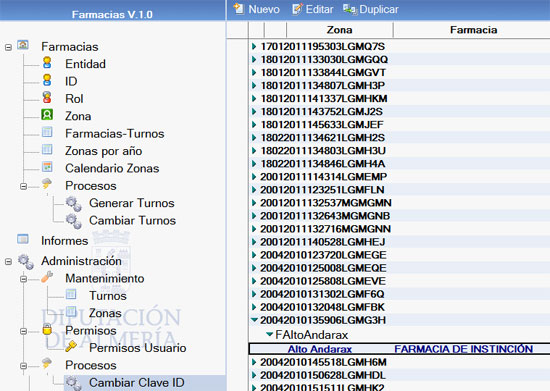 Farmacias V.1.0
Nuevo Editar Duplicar
Farmacias
Entidad
ID
Rol
Zona
Farmacias-Turnos
Zonas por año
Calendario Zonas
Procesos
Generar Turnos
Cambiar Turnos
Informes
Administración
Mantenimiento
Turnos
Zonas
Permisos
Permisos Usuario
Procesos
Cambiar Clave ID
DIPUTACIÓN
DE ALMERÍA
Zona Farmacia
17012011195303LGMQ7S
18012011133030LGMGQQ
18012011133844LGMGVT
18012011134807LGMH3P
18012011141337LGMHKM
18012011143752LGMJ2S
18012011145633LGMJEF
18022011134621LGMH2S
18022011134803LGMH3U
18022011134846LGMH4A
20012011114314LGMEMP
20012011123251LGMFLN
20012011132537MGMGMN
20012011132643MGMGNB
20012011132716MGMGNN
20012011140528LGMHEJ
20042010123720LGMEGE
20042010125008LGMEQE
20042010125808LGMEVE
20042010131302LGMF6Q
20042010132048LGMFBK
20042010135906LGMG3H
FAltoAndarax
Alto Andarax FARMACIA DE INSTINCIÓN
20042010145518LGMH6M
20042010150628LGMHDL
20042010151511LGMHK2